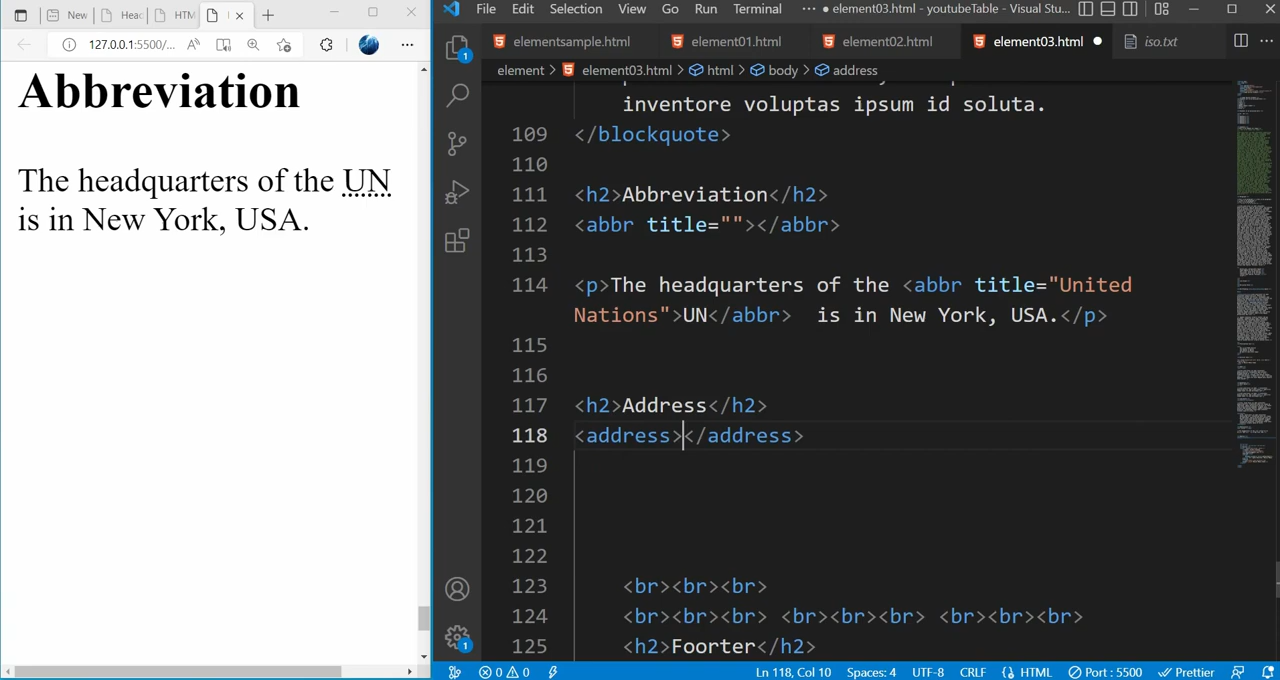 New
Head
HTM
127.0.0.1:5500/...
Abbreviation
The headquarters of the UN
is in New York, USA.
File Edit Selection View Go Run Terminal ··· ● element03.html - youtubeTable - Visual Stu...
elementsample.html element01.html element02.html element03.html ● iso.txt
element > element03.html > html > body > address
inventore voluptas ipsum id soluta.
109 </blockquote>
110
111 <h2>Abbreviation</h2>
112 <abbr title=""></abbr>
113
114 <p>The headquarters of the <abbr title="United
Nations">UN</abbr>  is in New York, USA.</p>
115
116
117 <h2>Address</h2>
118 <address></address>
119
120
121
122
123 <br><br><br>
124 <br><br><br> <br><br><br> <br><br><br>
125 <h2>Foorter</h2>
1
1
0 0 Ln 118, Col 10 Spaces: 4 UTF-8 CRLF HTML Port : 5500 Prettier